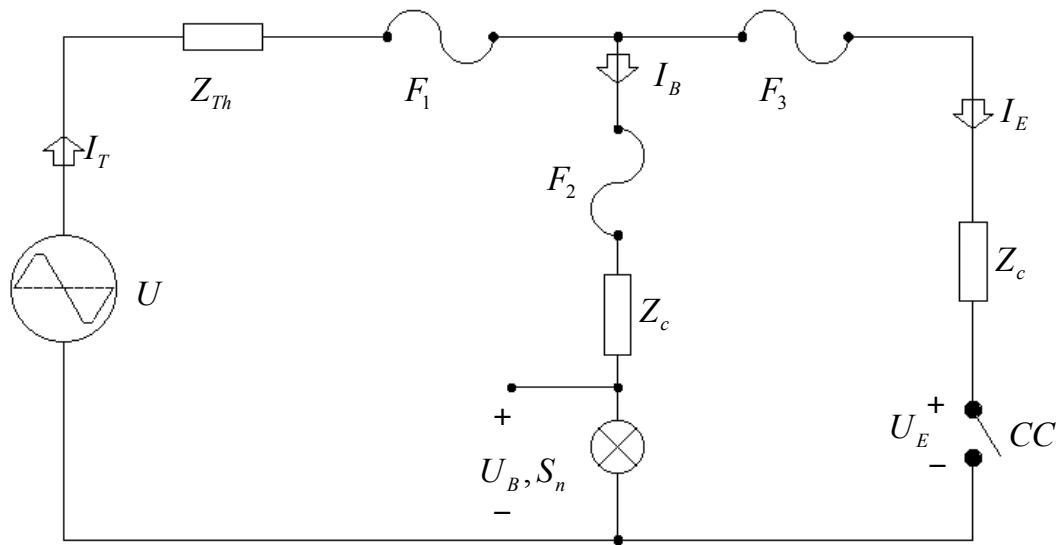 Z_Th
F_1
I_B
F_3
I_E
I_T
F_2
U
Z_c
Z_c
+
U_B, S_n
−
+
U_E
−
CC